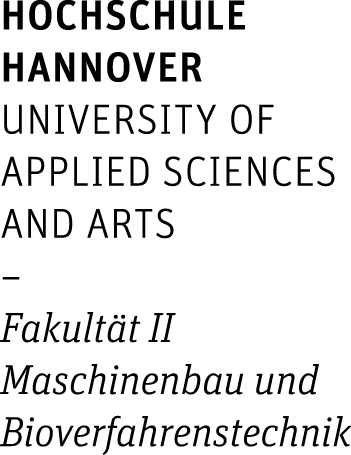 HOCHSCHULE
HANNOVER
UNIVERSITY OF
APPLIED SCIENCES
AND ARTS
–
Fakultät II
Maschinenbau und
Bioverfahrenstechnik